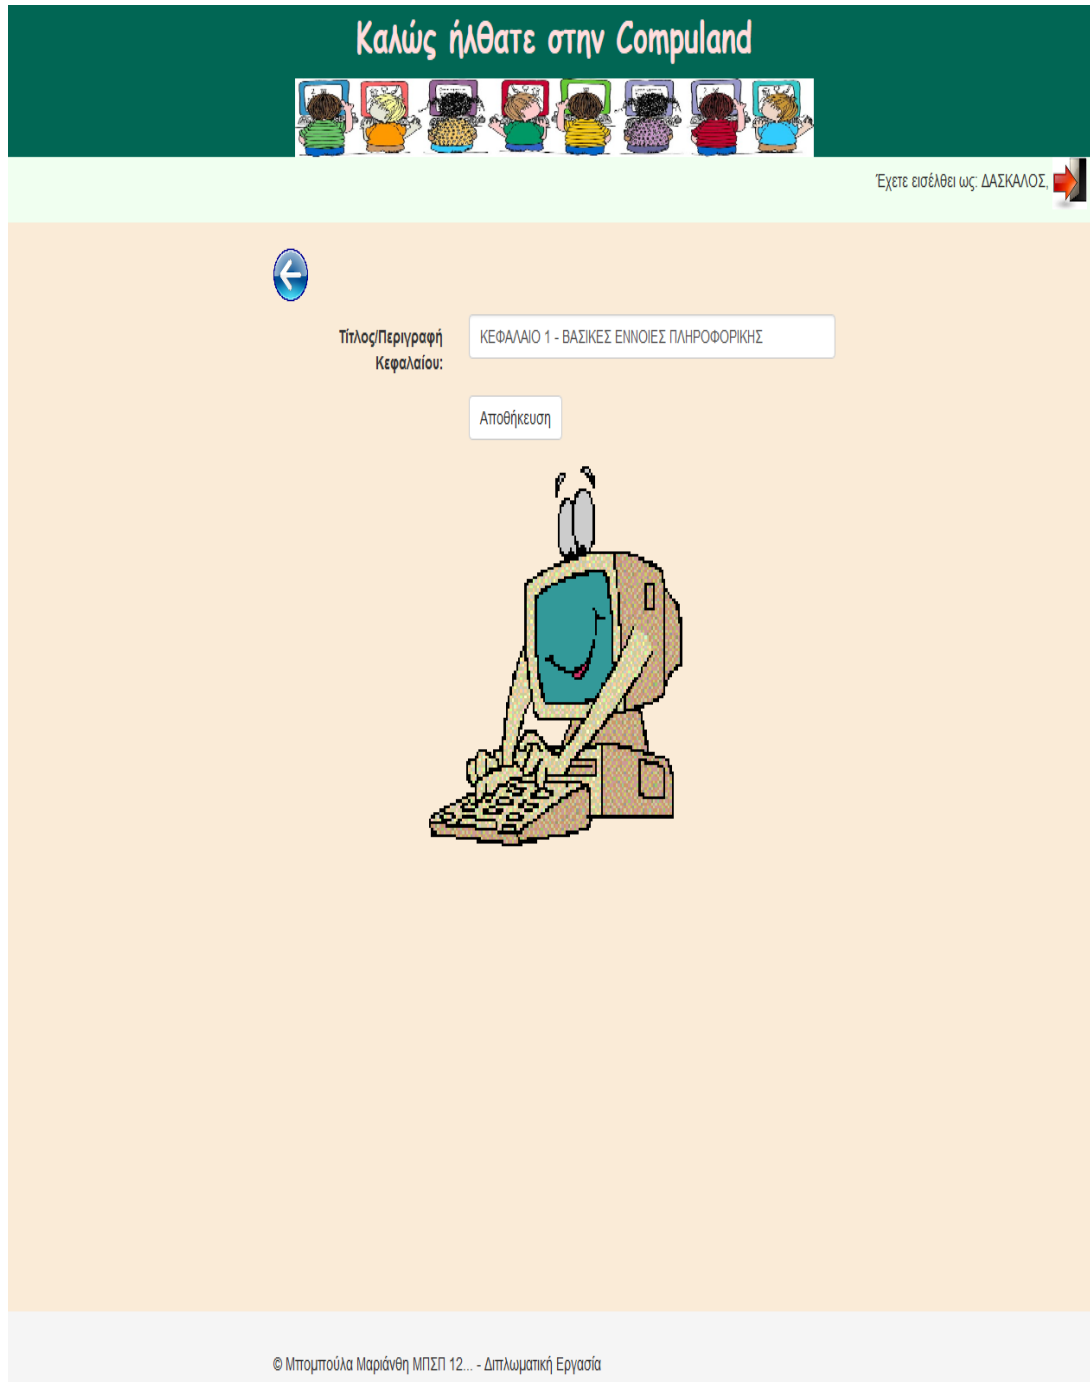 Καλώς ήλθατε στην Compuland
Έχετε εισέλθει ως: ΔΑΣΚΑΛΟΣ,
Τίτλος/Περιγραφή
Κεφαλαίου:
ΚΕΦΑΛΑΙΟ 1 - ΒΑΣΙΚΕΣ ΕΝΝΟΙΕΣ ΠΛΗΡΟΦΟΡΙΚΗΣ
Αποθήκευση
© Μπομπούλα Μαριάνθη ΜΠΣΠ 12... - Διπλωματική Εργασία